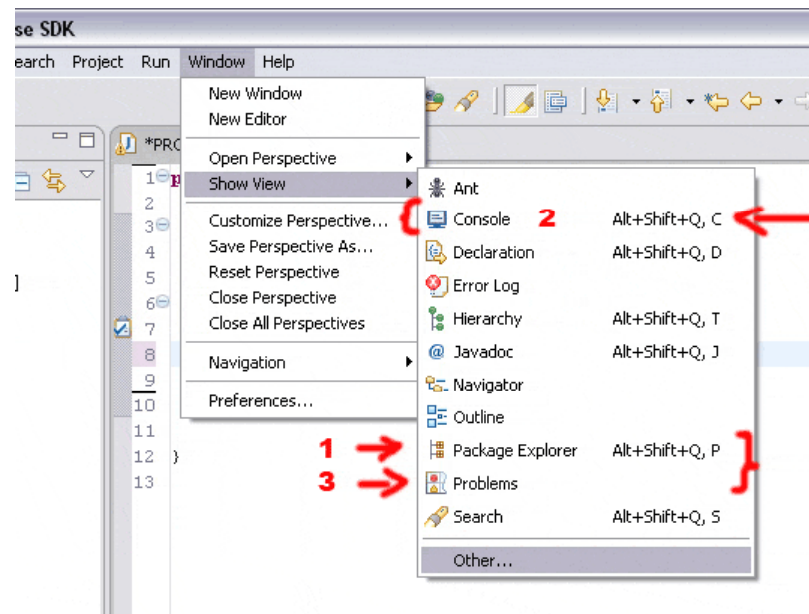 se SDK
earch Project Run Window Help
New Window
New Editor
*PRO
Open Perspective
Show View
Customize Perspective...
Save Perspective As...
Reset Perspective
Close Perspective
Close All Perspectives
Navigation
Preferences...
Ant
Console 2 Alt+Shift+Q, C
Declaration Alt+Shift+Q, D
Error Log
Hierarchy Alt+Shift+Q, T
@ Javadoc Alt+Shift+Q, J
Navigator
Outline
1 Package Explorer Alt+Shift+Q, P
3 Problems
Search Alt+Shift+Q, S
Other...
]
1 p
2
3
4
5
6
7
8
9
10
11
12 }
13